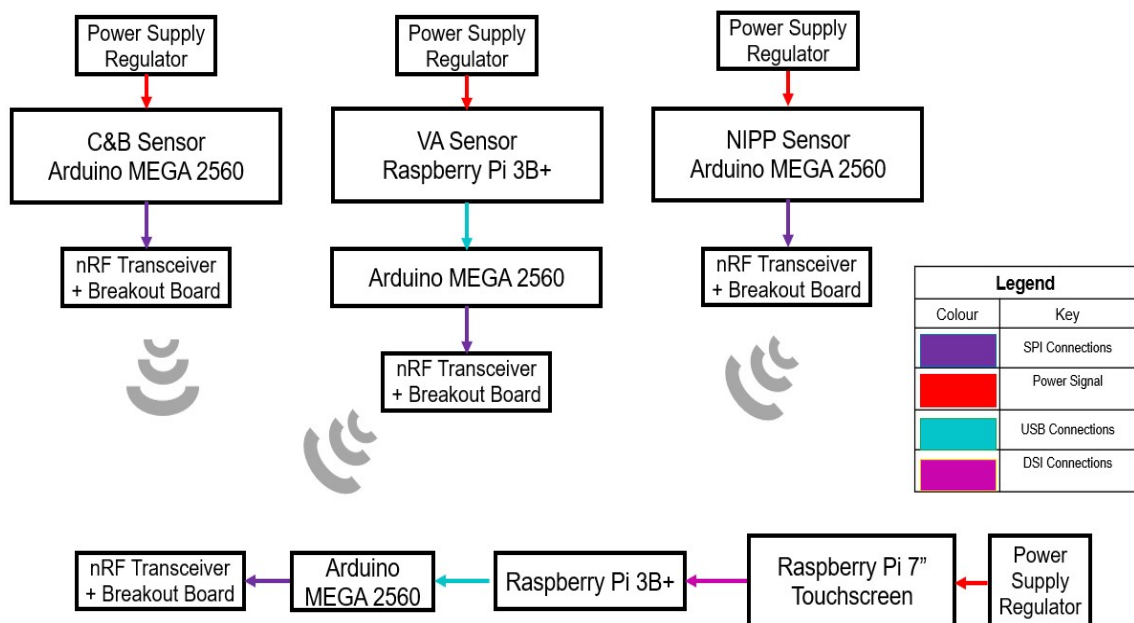 Power Supply
Regulator
Power Supply
Regulator
Power Supply
Regulator
C&B Sensor
Arduino MEGA 2560
VA Sensor
Raspberry Pi 3B+
NIPP Sensor
Arduino MEGA 2560
nRF Transceiver
+ Breakout Board
Arduino MEGA 2560
nRF Transceiver
+ Breakout Board
nRF Transceiver
+ Breakout Board
Legend
Colour Key
SPI Connections
Power Signal
USB Connections
DSI Connections
nRF Transceiver
+ Breakout Board
Arduino
MEGA 2560
Raspberry Pi 3B+
Raspberry Pi 7”
Touchscreen
Power
Supply
Regulator